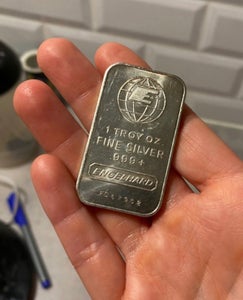 E
1 TROY OZ
FINE SILVER
999+
ENGELHARD